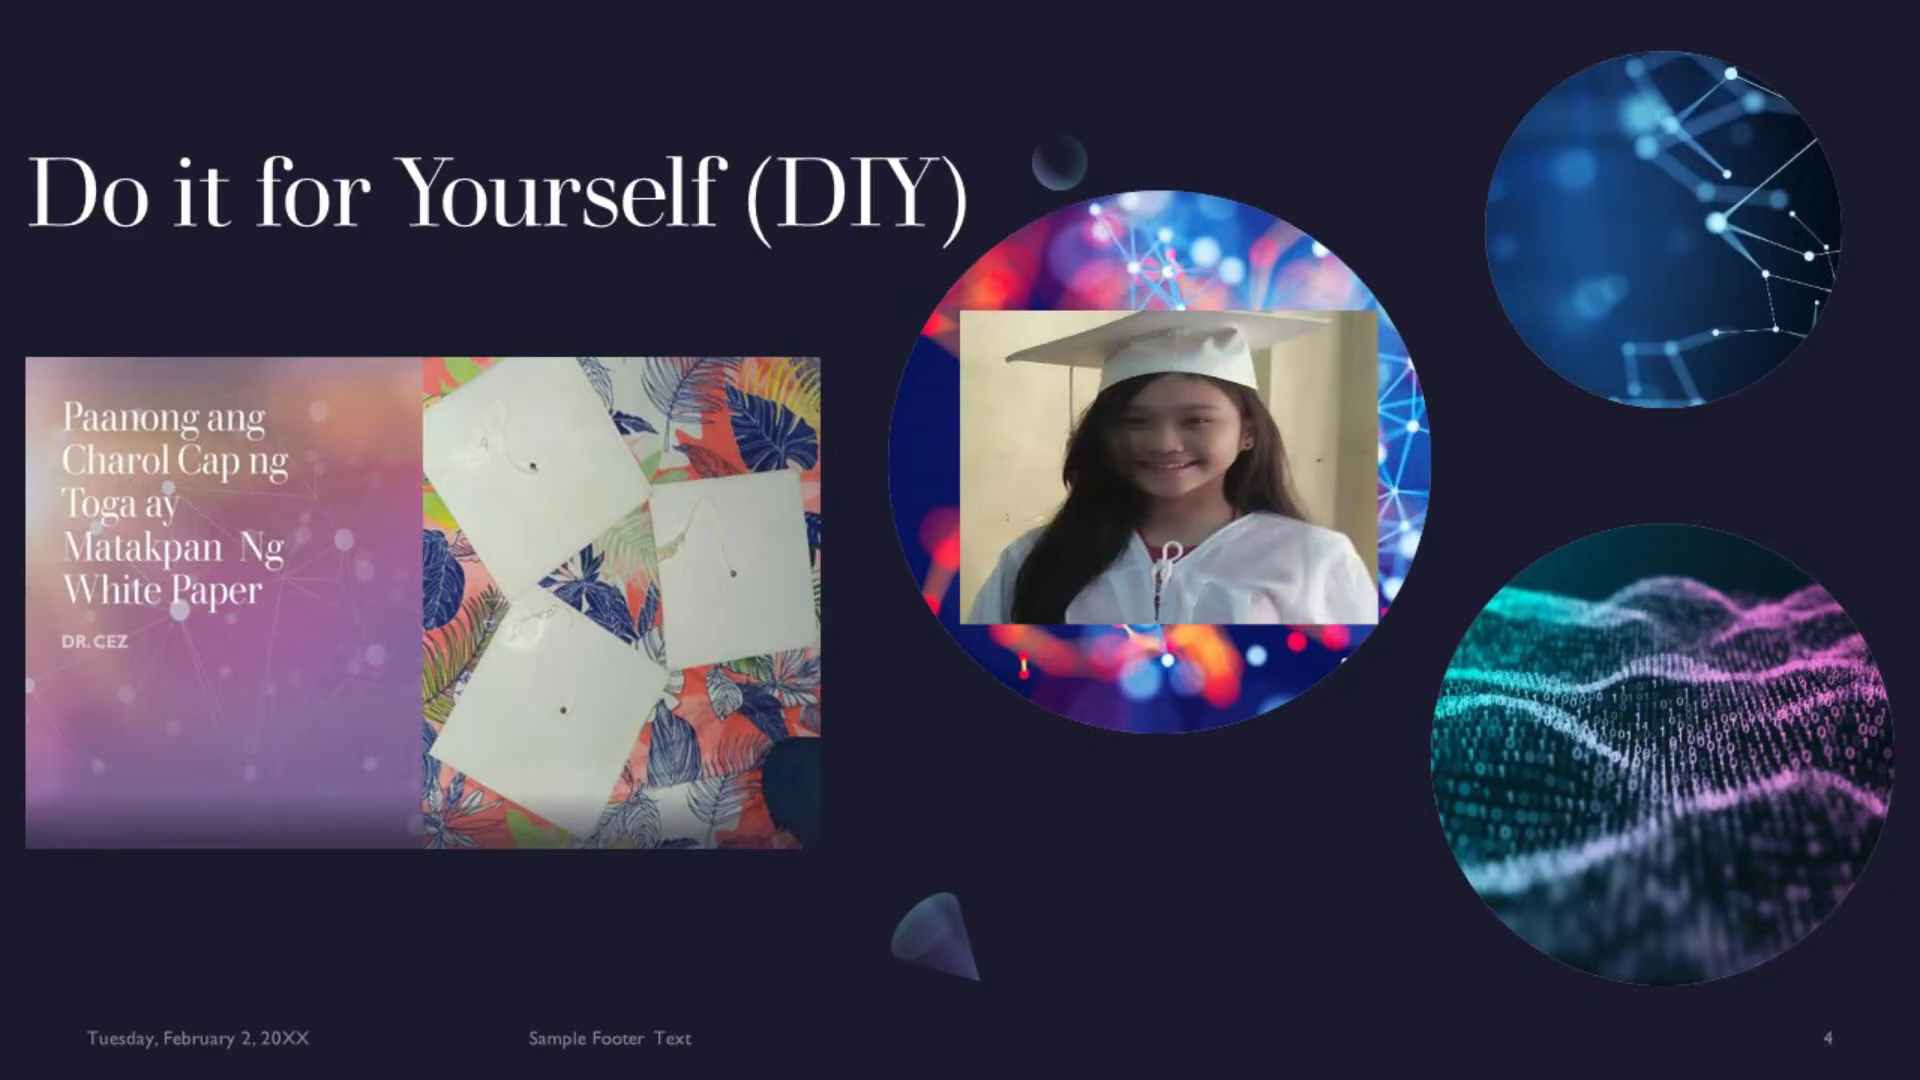 Do it for Yourself (DIY)
Paanong ang
Charol Cap ng
Toga ay
Matakpan Ng
White Paper
DR. CEZ
Tuesday, February 2, 20XX
Sample Footer Text
4